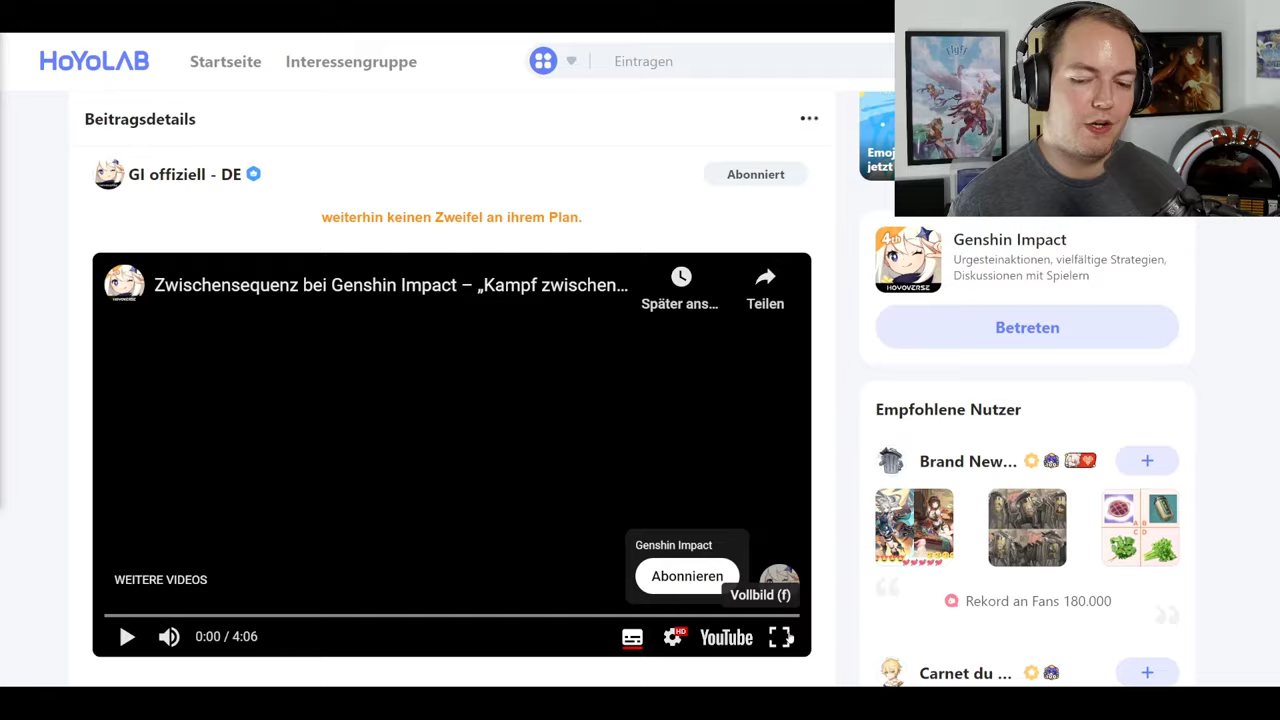 HoYoLAB
Startseite
Interessengruppe
Eintragen
Beitragsdetails
GI offiziell - DE
Abonniert
weiterhin keinen Zweifel an ihrem Plan.
Zwischensequenz bei Genshin Impact – „Kampf zwischen...
Später ans...
Teilen
WEITERE VIDEOS
Genshin Impact
Abonnieren
Vollbild (f)
0:00 / 4:06
HD
YouTube
Emoj
jetzt
Flyff
4th
HOYOVERSE
Genshin Impact
Urgesteinaktionen, vielfältige Strategien,
Diskussionen mit Spielern
Betreten
Empfohlene Nutzer
Brand New...
A
B
C
D
Rekord an Fans 180.000
Carnet du ...